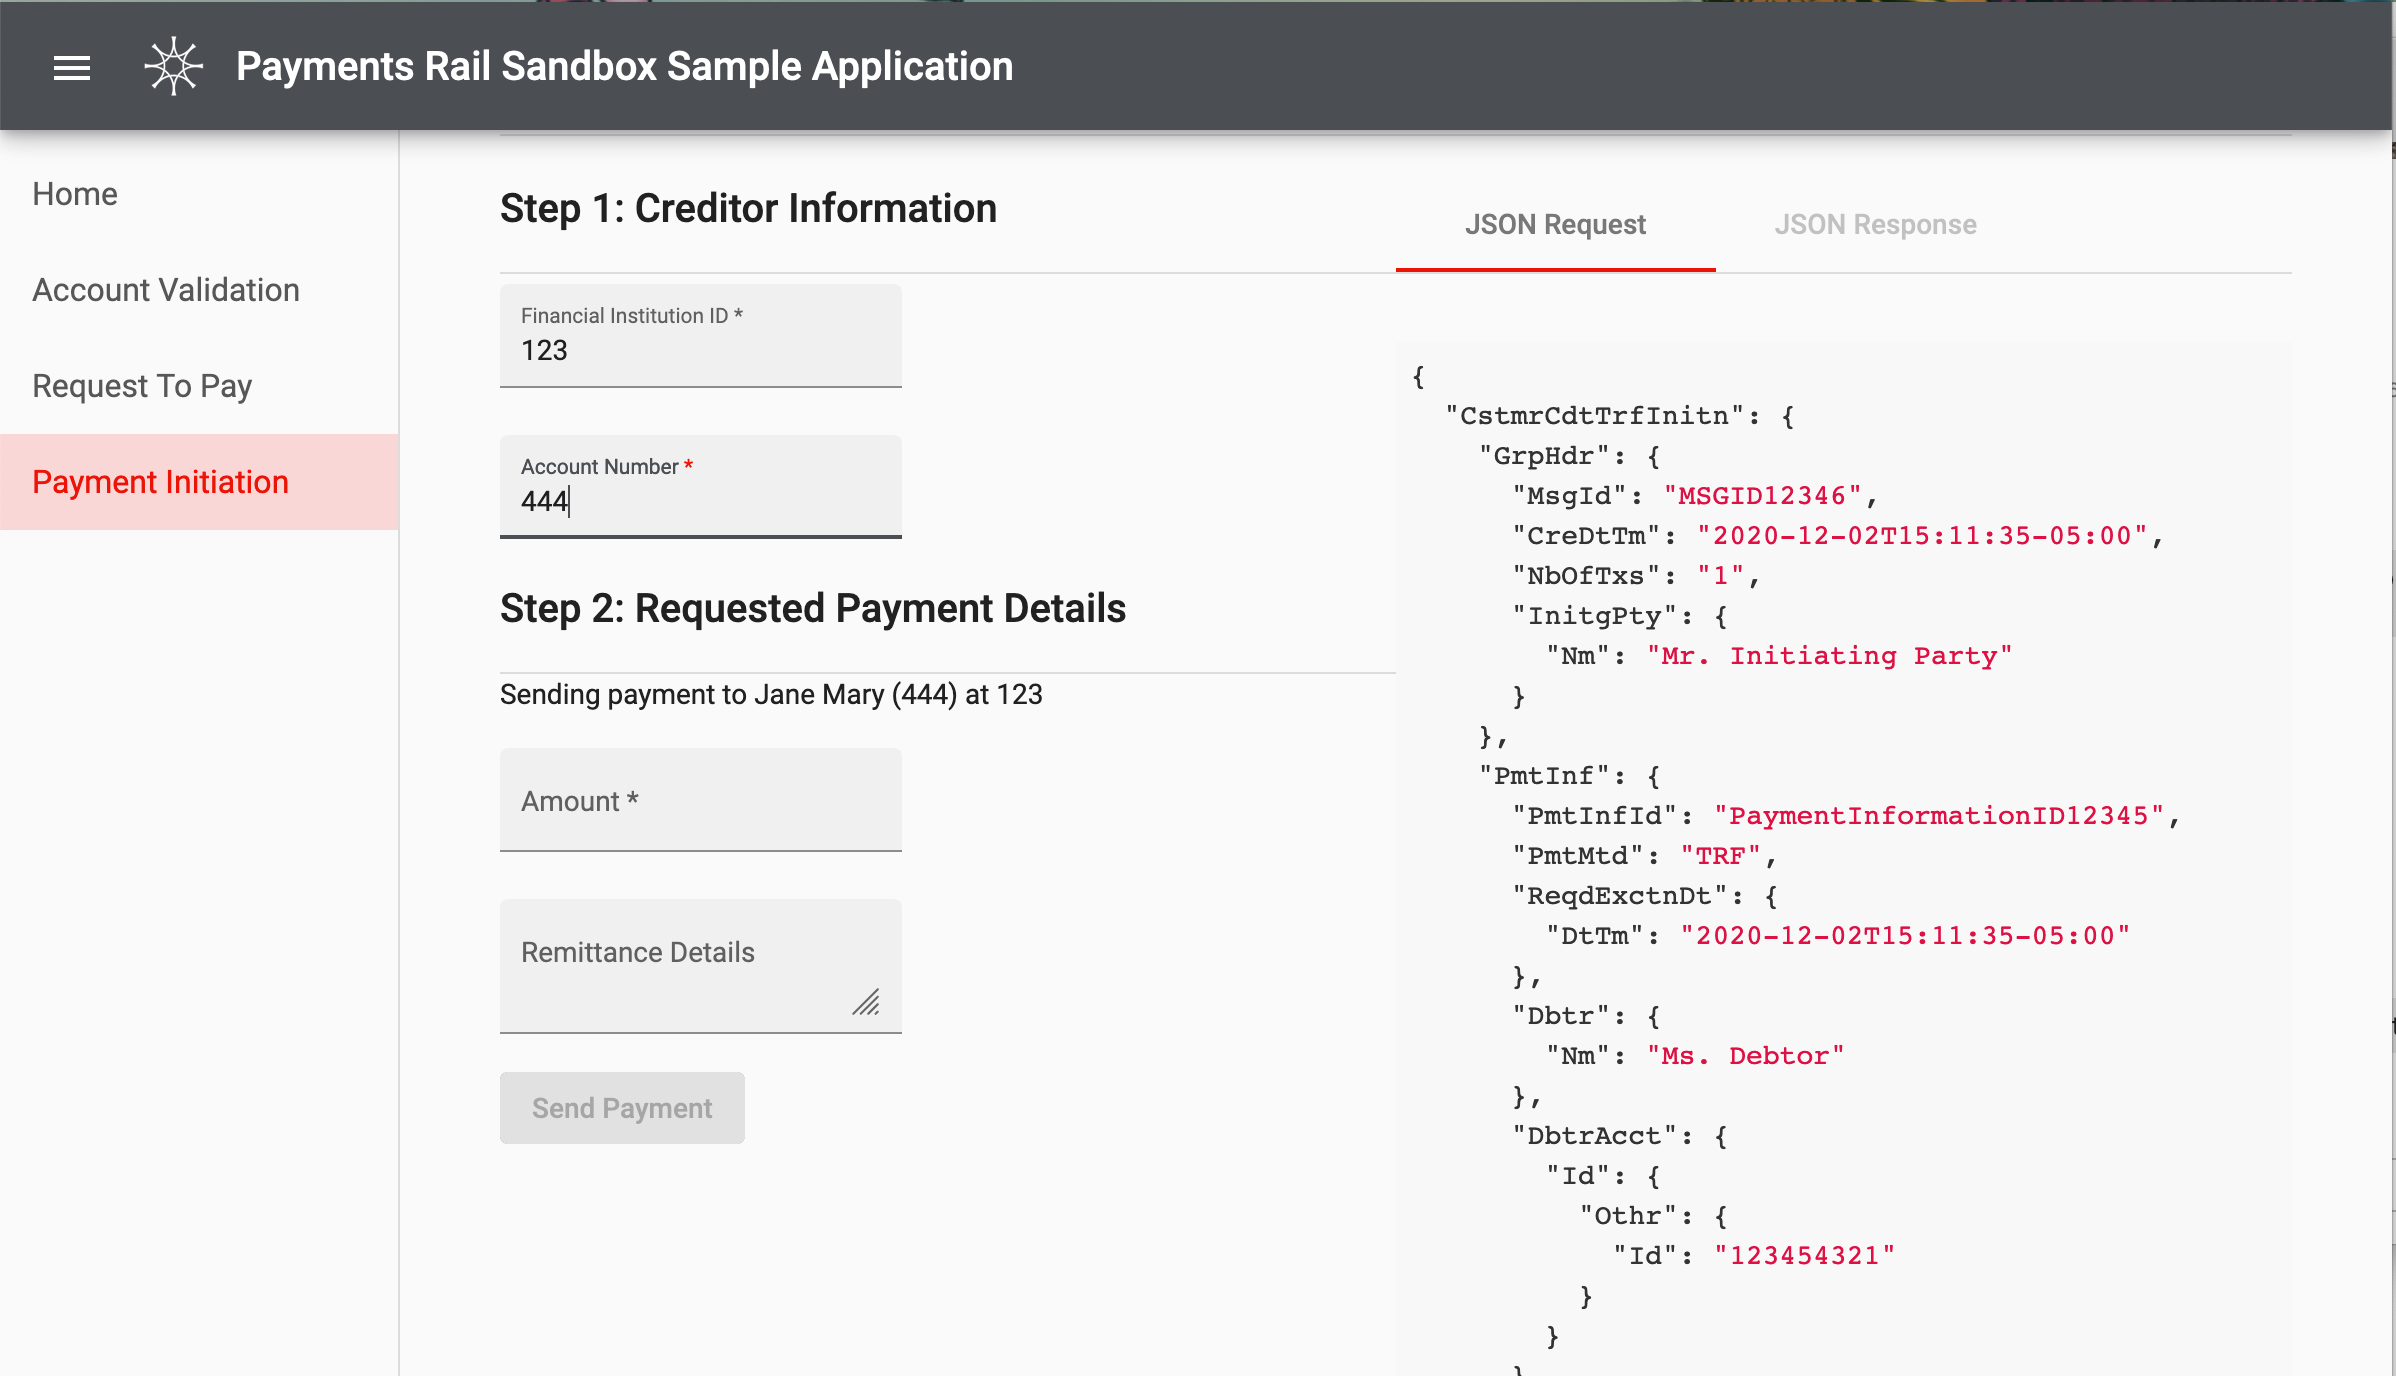 Payments Rail Sandbox Sample Application
Home
Account Validation
Request To Pay
Payment Initiation
Step 1: Creditor Information
Financial Institution ID *
123
Account Number *
444
Step 2: Requested Payment Details
Sending payment to Jane Mary (444) at 123
Amount *
Remittance Details
Send Payment
JSON Request
JSON Response
{
"CstmrCdtTrfInitn": {
"GrpHdr": {
"MsgId": "MSGID12346",
"CreDtTm": "2020-12-02T15:11:35-05:00",
"NbOfTxs": "1",
"InitgPty": {
"Nm": "Mr. Initiating Party"
}
},
"PmtInf": {
"PmtInfId": "PaymentInformationID12345",
"PmtMtd": "TRF",
"ReqdExctnDt": {
"DtTm": "2020-12-02T15:11:35-05:00"
},
"Dbtr": {
"Nm": "Ms. Debtor"
},
"DbtrAcct": {
"Id": {
"Othr": {
"Id": "123454321"
}
}